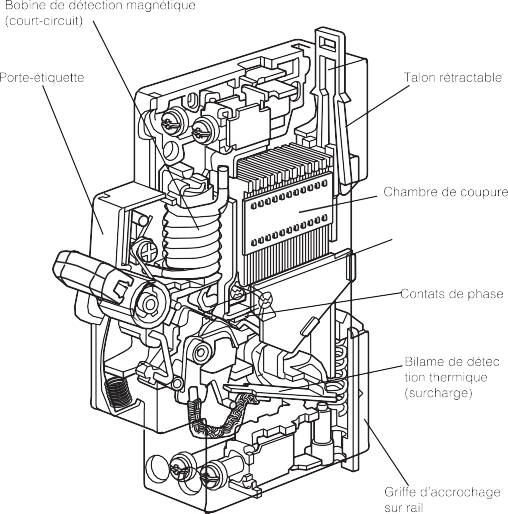 Bobine de détection magnétique
(court-circuit)
Porte-étiquette
Talon rétractable
Chambre de coupure
Contats de phase
Bilame de détec
tion thermique
(surcharge)
Griffe d'accrochage
sur rail